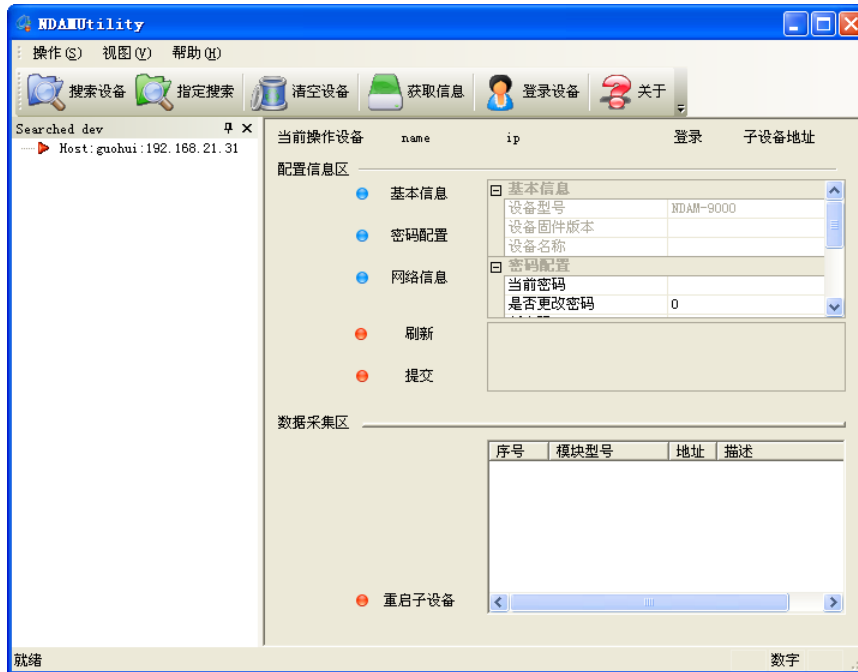 NDAMUtility
操作(S) 视图(V) 帮助(H)
搜索设备 指定搜索 清空设备 获取信息 登录设备 关于
Searched dev
Host:guohui:192.168.21.31
当前操作设备 name ip 登录 子设备地址
配置信息区
基本信息
密码配置
网络信息
刷新
提交
基本信息
设备型号 NDAM-9000
设备固件版本
设备名称
密码配置
当前密码
是否更改密码 0
数据采集区
序号 模块型号 地址 描述
重启子设备
就绪 数字